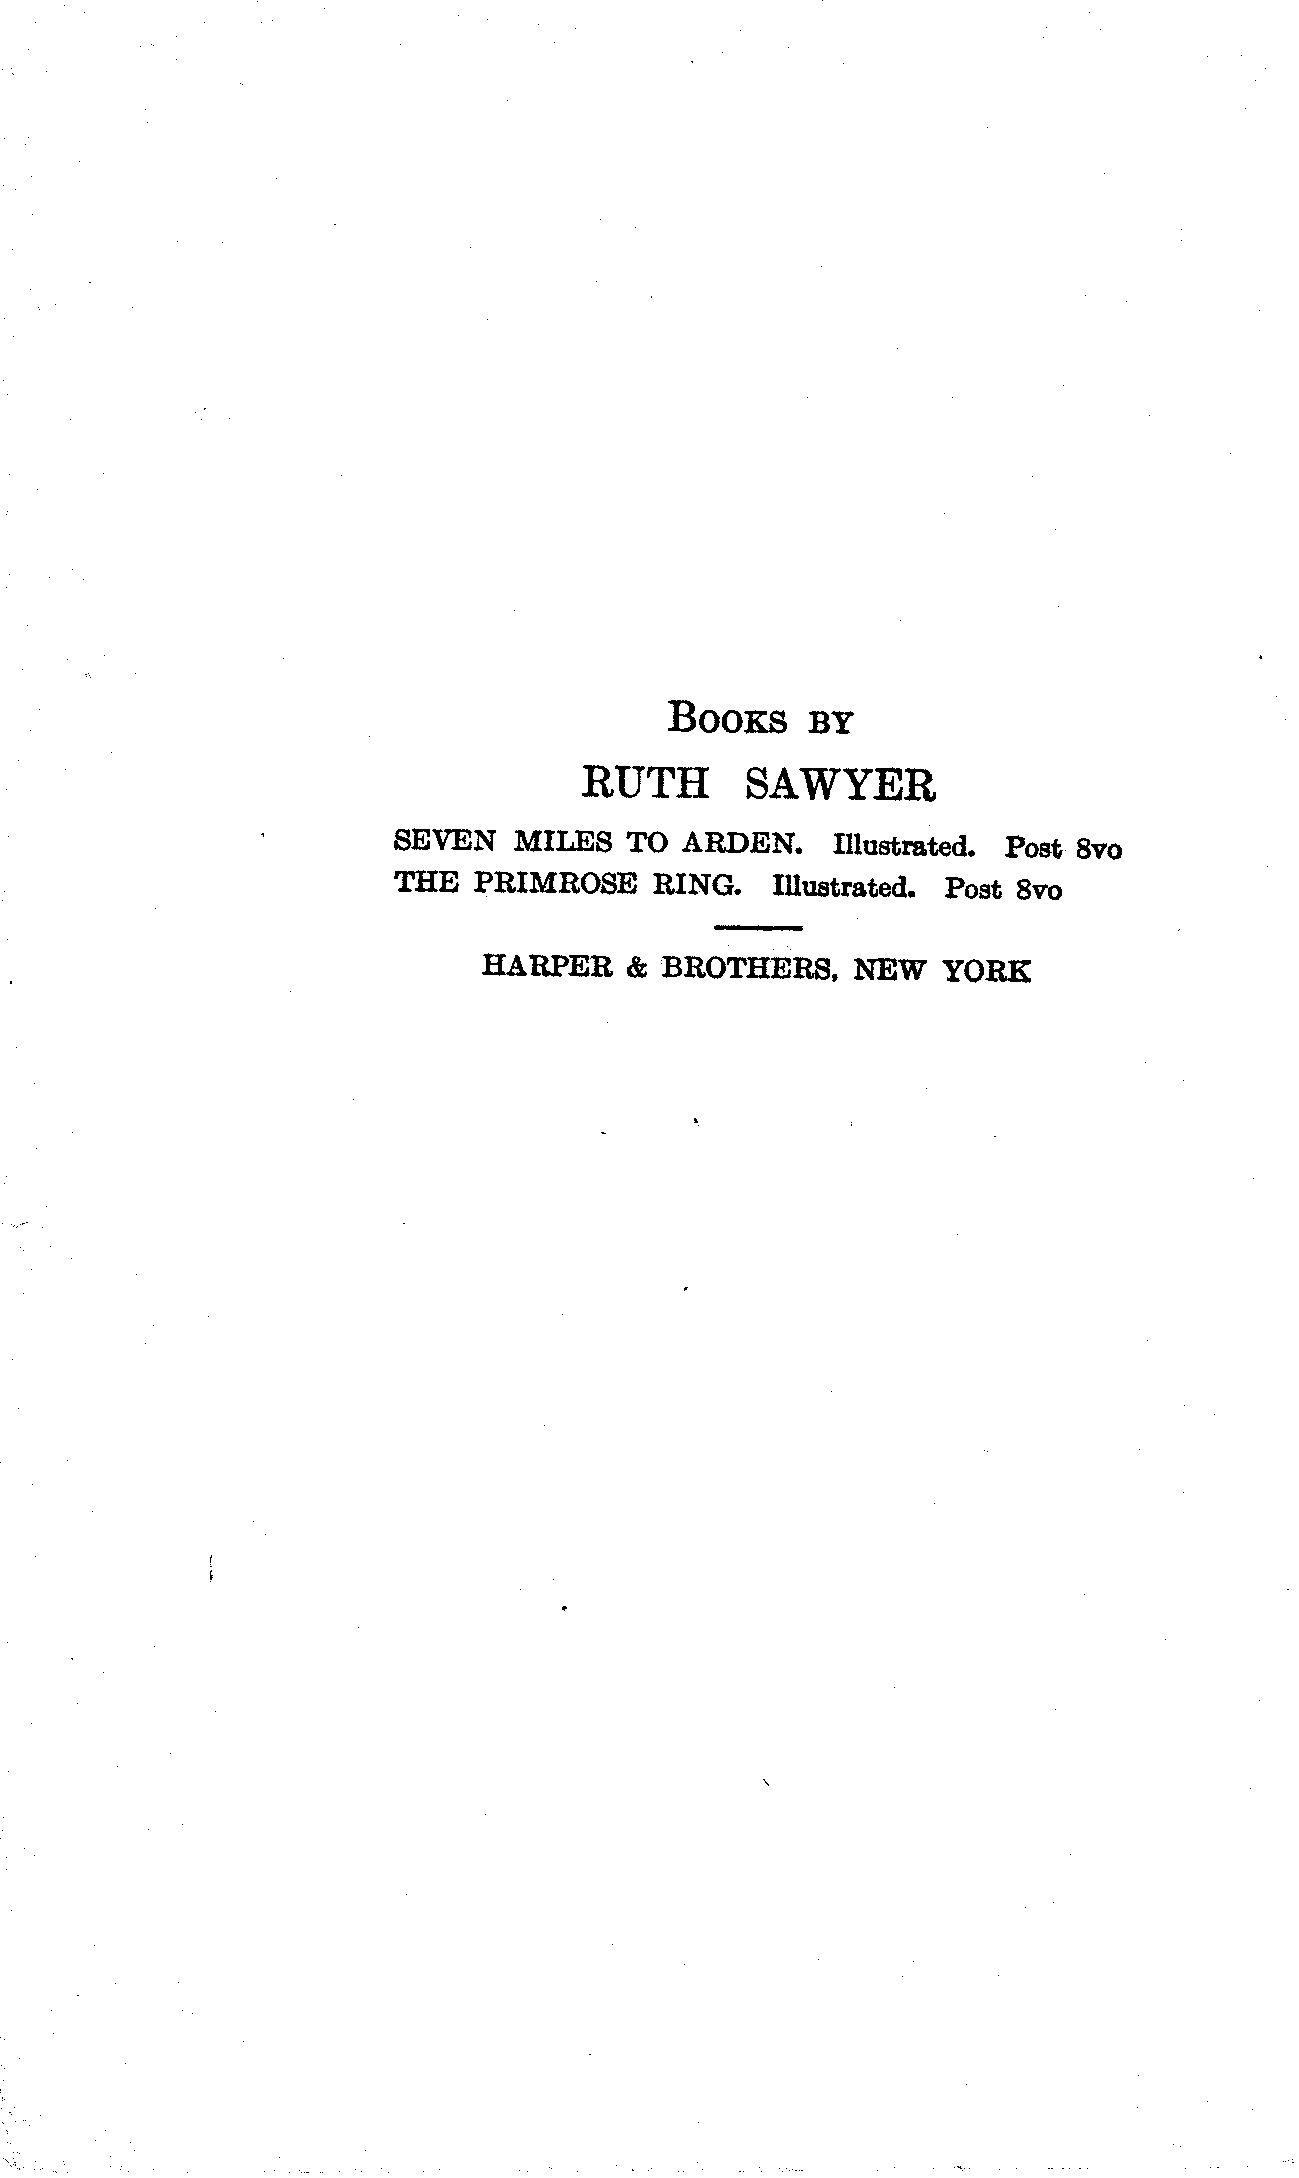 BOOKS BY
RUTH SAWYER
SEVEN MILES TO ARDEN. Illustrated. Post 8vo
THE PRIMROSE RING. Illustrated. Post 8vo
HARPER & BROTHERS, NEW YORK